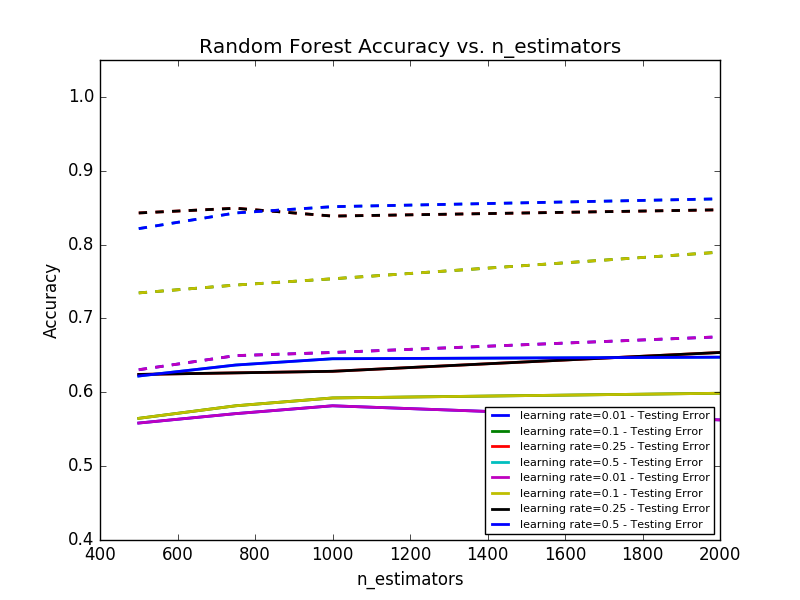 Random Forest Accuracy vs. n_estimators
1.0
0.9
0.8
0.7
0.6
0.5
0.4
Accuracy
learning rate=0.01 - Testing Error
learning rate=0.1 - Testing Error
learning rate=0.25 - Testing Error
learning rate=0.5 - Testing Error
learning rate=0.01 - Testing Error
learning rate=0.1 - Testing Error
learning rate=0.25 - Testing Error
learning rate=0.5 - Testing Error
400 600 800 1000 1200 1400 1600 1800 2000
n_estimators